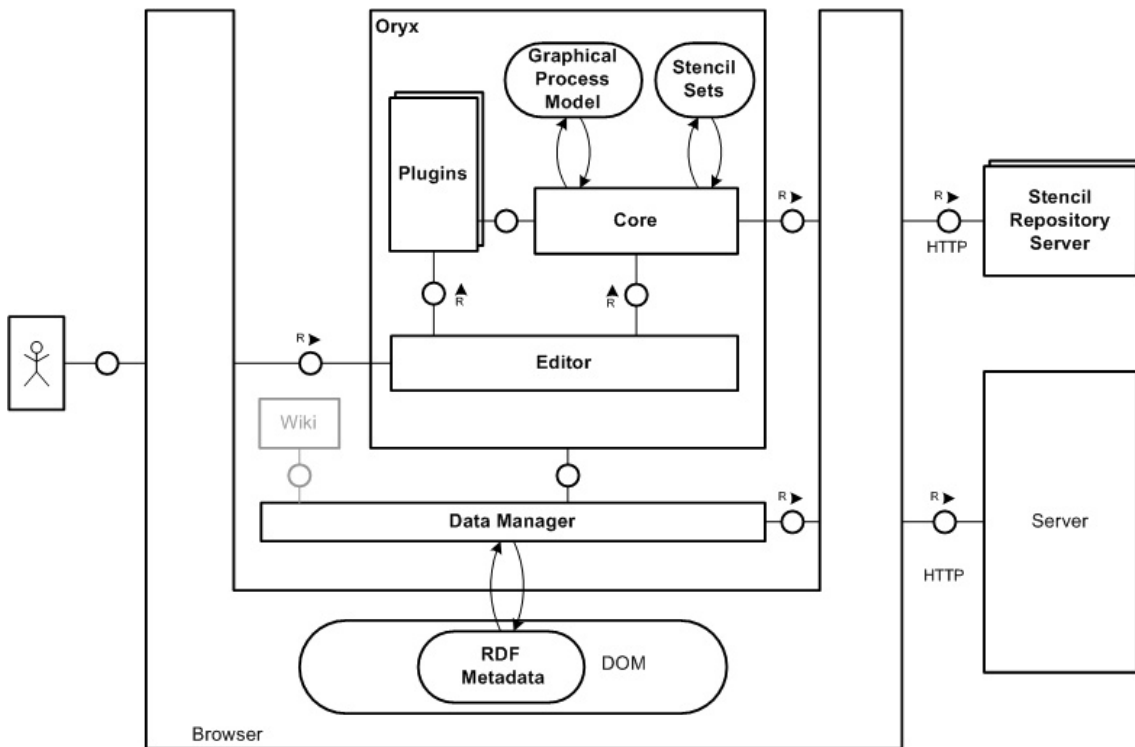 Oryx
Graphical
Process
Model
Stencil
Sets
Plugins
Core
R
R
HTTP
Stencil
Repository
Server
R
R
R
Editor
Wiki
Data Manager
R
R
HTTP
Server
RDF
Metadata
DOM
Browser